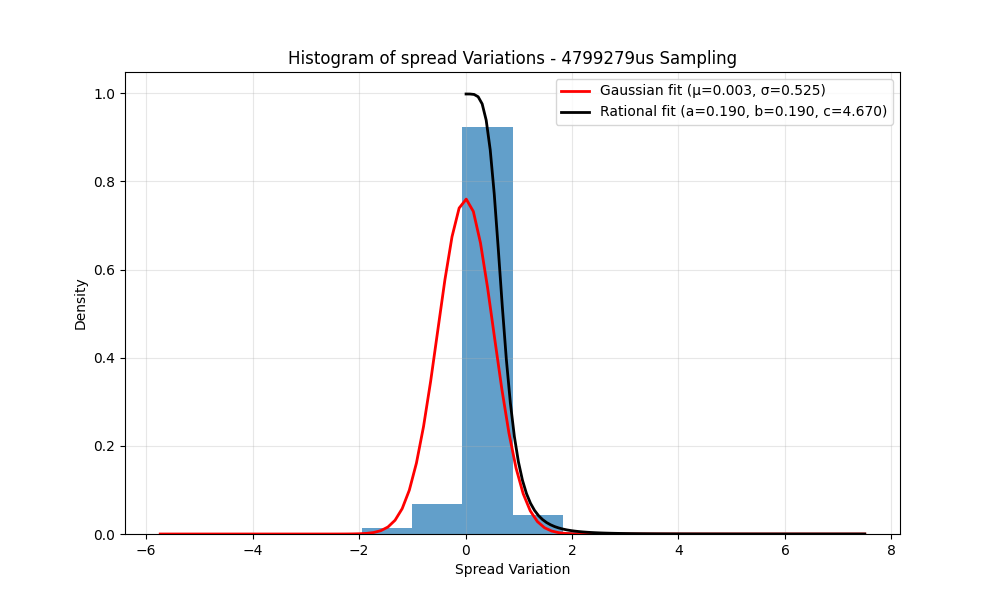 Histogram of spread Variations - 4799279us Sampling
Gaussian fit (μ=0.003, σ=0.525)
Rational fit (a=0.190, b=0.190, c=4.670)
Density
1.0
0.8
0.6
0.4
0.2
0.0
−6 −4 −2 0 2 4 6 8
Spread Variation